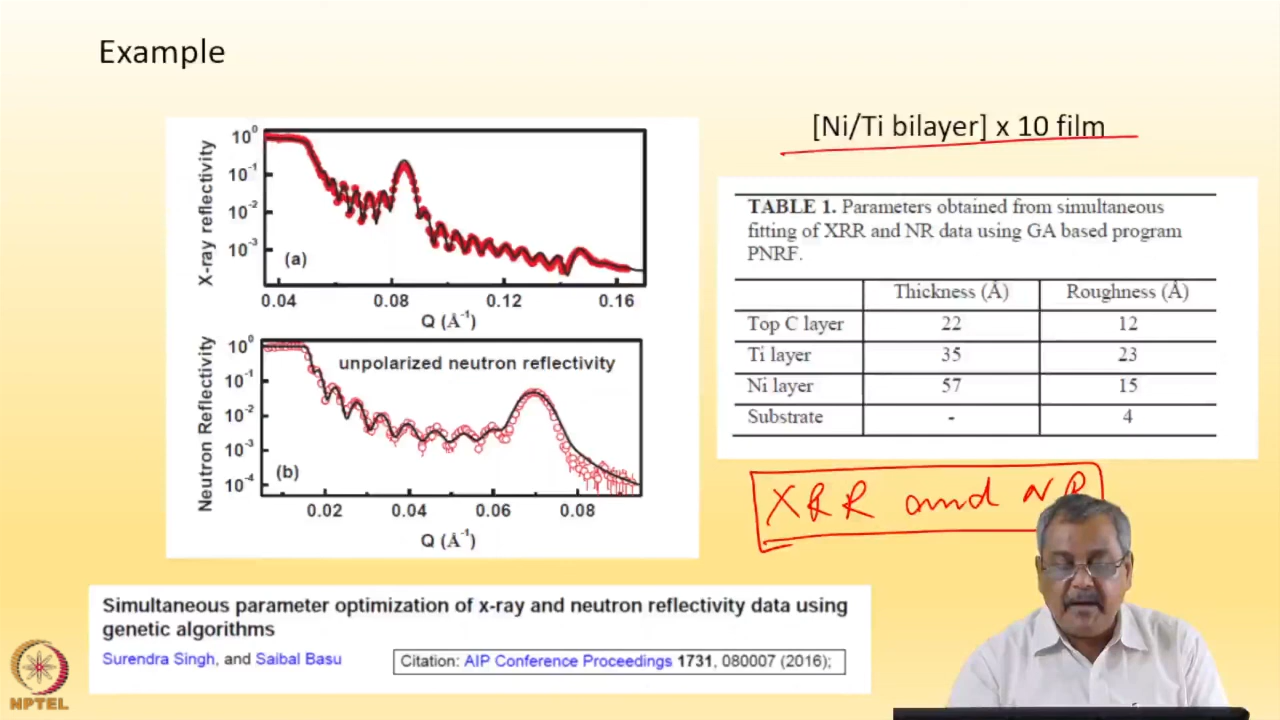 Example
[Ni/Ti bilayer] x 10 film
X-ray reflectivity
10⁰
10⁻¹
10⁻²
10⁻³
(a)
0.04 0.08 0.12 0.16
Q (Å⁻¹)
Neutron Reflectivity
10⁰
10⁻¹
10⁻²
10⁻³
10⁻⁴
unpolarized neutron reflectivity
(b)
0.02 0.04 0.06 0.08
Q (Å⁻¹)
TABLE 1. Parameters obtained from simultaneous
fitting of XRR and NR data using GA based program
PNRF.
Thickness (Å) Roughness (Å)
Top C layer 22 12
Ti layer 35 23
Ni layer 57 15
Substrate - 4
XRR and NR
Simultaneous parameter optimization of x-ray and neutron reflectivity data using
genetic algorithms
Surendra Singh, and Saibal Basu
Citation: AIP Conference Proceedings 1731, 080007 (2016);
NPTEL